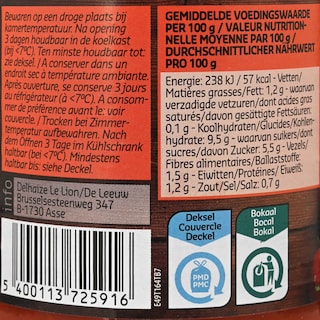 Bewaren op een droge plaats bij
kamertemperatuur. Na opening
3 dagen houdbaar in de koelkast
(bij <7°C). Ten minste houdbaar tot:
zie deksel / A conserver dans un
endroit sec à température ambiante.
Après ouverture, se conserve 3 jours
au réfrigérateur (à <7°C). A consom-
mer de préférence avant le: voir
couvercle / Trocken bei Zimmer-
temperatur aufbewahren. Nach
dem Öffnen 3 Tage im Kühlschrank
haltbar (bei <7°C). Mindestens
haltbar bis: siehe Deckel.
info
Delhaize Le Lion/De Leeuw
Brusselsesteenweg 347
B-1730 Asse
5 400113 725916
GEMIDDELDE VOEDINGSWAARDE
PER 100 g / VALEUR NUTRITION-
NELLE MOYENNE PAR 100 g /
DURCHSCHNITTLICHER NÄHRWERT
PRO 100 g
Energie: 238 kJ / 57 kcal - Vetten/
Matières grasses/Fett: 1,2 g - waarvan
verzadigde vetzuren/dont acides gras
saturés/davon gesättigte Fettsäuren:
0,1 g - Koolhydraten/Glucides/Kohlen-
hydrate: 9,5 g - waarvan suikers/dont
sucres/davon Zucker: 5,5 g - Vezels/
Fibres alimentaires/Ballaststoffe:
1,5 g - Eiwitten/Protéines/Eiweiß:
1,2 g - Zout/Sel/Salz: 0,7 g
E49T164TB7
Deksel
Couvercle
Deckel
PMD
PMC
Bokaal
Bocal
Bokal